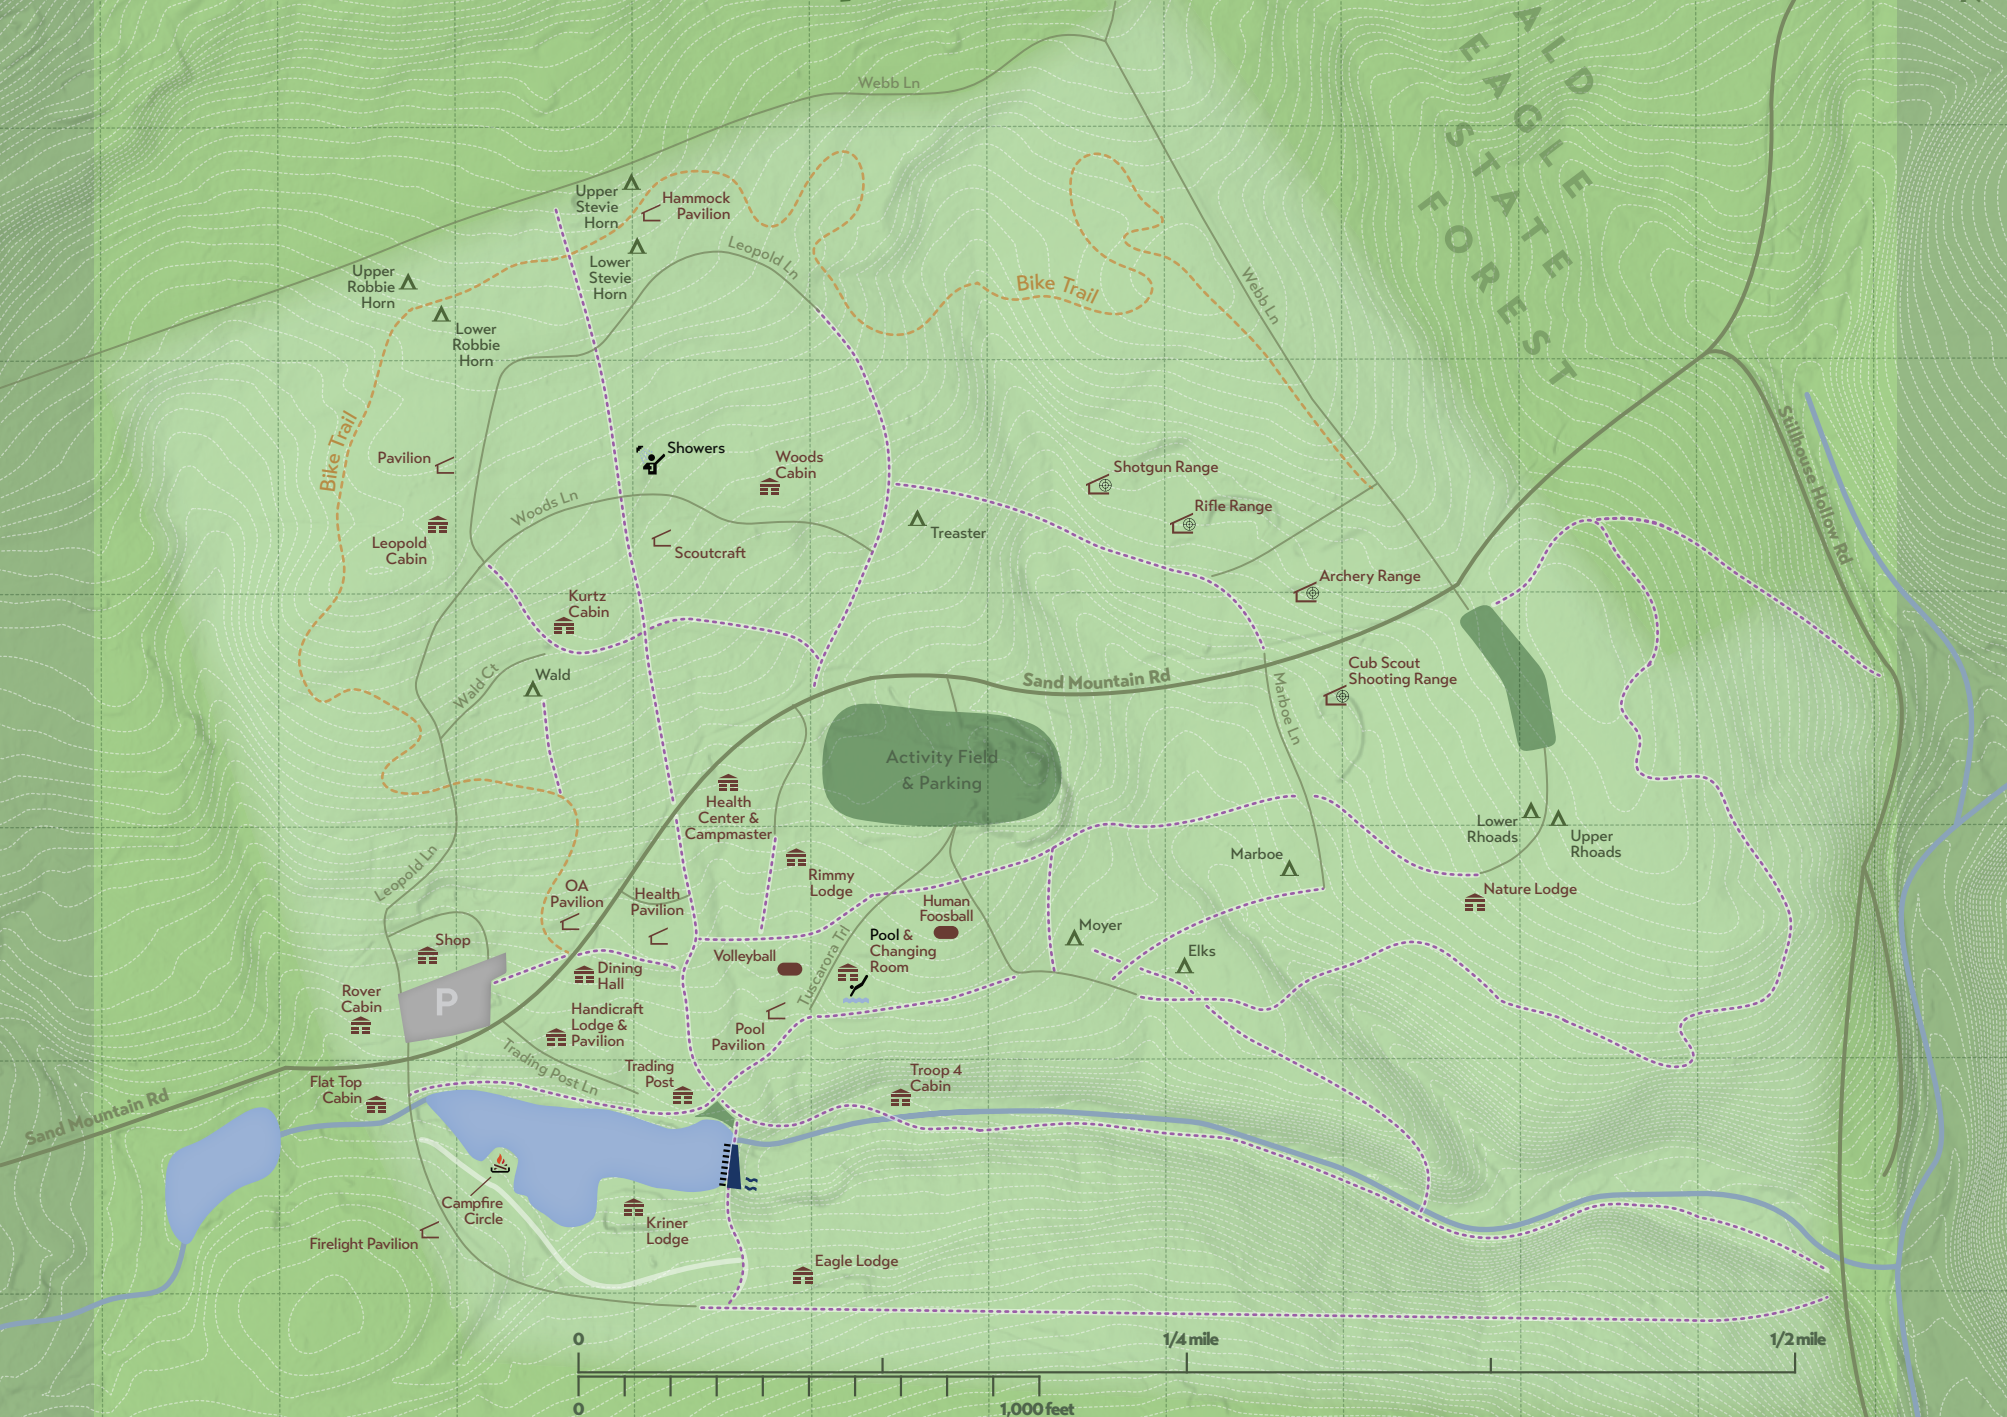 BALD
EAGLE
STATE
FOREST
Webb Ln
Upper
Stevie
Horn
Hammock
Pavilion
Leopold Ln
Lower
Stevie
Horn
Upper
Robbie
Horn
Lower
Robbie
Horn
Bike Trail
Webb Ln
Bike Trail
Pavilion
Showers
Woods
Cabin
Shotgun Range
Rifle Range
Stillhouse Hollow Rd
Woods Ln
Leopold
Cabin
Scoutcraft
Treaster
Archery Range
Kurtz
Cabin
Wald Ct
Wald
Sand Mountain Rd
Marboe Ln
Cub Scout
Shooting Range
Activity Field
& Parking
Health
Center &
Campmaster
Lower
Rhoads
Upper
Rhoads
Leopold Ln
OA
Pavilion
Health
Pavilion
Rimmy
Lodge
Human
Foosball
Marboe
Nature Lodge
Shop
Volleyball
Tuscarora Trl
Pool &
Changing
Room
Moyer
Elks
Dining
Hall
Rover
Cabin
P
Handicraft
Lodge &
Pavilion
Pool
Pavilion
Trading Post Ln
Trading
Post
Troop 4
Cabin
Flat Top
Cabin
Sand Mountain Rd
Campfire
Circle
Firelight Pavilion
Kriner
Lodge
Eagle Lodge
0
1/4 mile
1/2 mile
0
1,000 feet